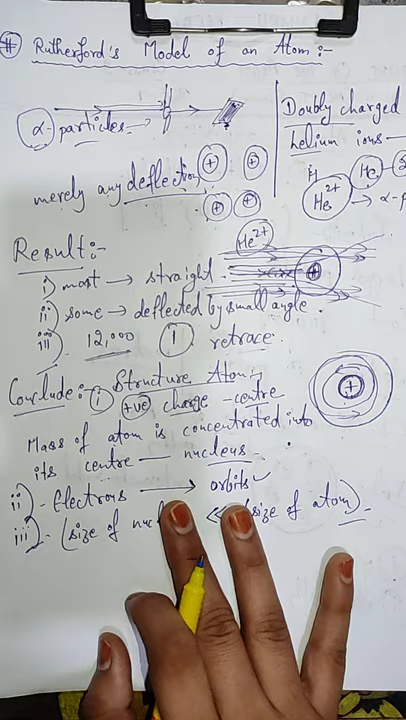 # Rutherford's Model of an Atom :-
α-particles
merely any deflection
+ +
+ +
Doubly charged
helium ions
H
He
He2+ → α-p
Result :-
He2+
+
i) most → straight
ii) some → deflected by small angle.
iii) 12,000 1 retrace.
Conclude :- i) Structure Atom :-
+ve charge - centre
+
Mass of atom is concentrated into
its centre — nucleus.
ii) - Electrons → orbits
iii) - (size of nuc << (size of atom) -